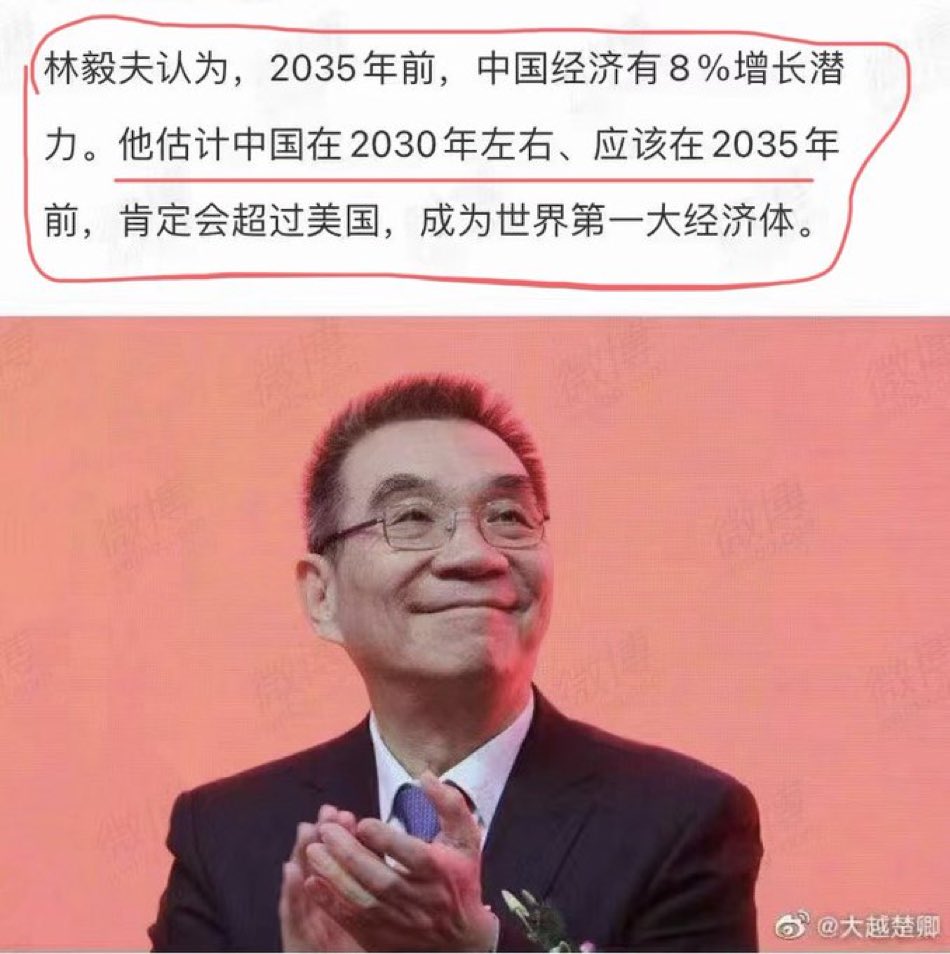 林毅夫认为，2035年前，中国经济有8%增长潜
力。他估计中国在2030年左右、应该在2035年
前，肯定会超过美国，成为世界第一大经济体。
@大越楚卿